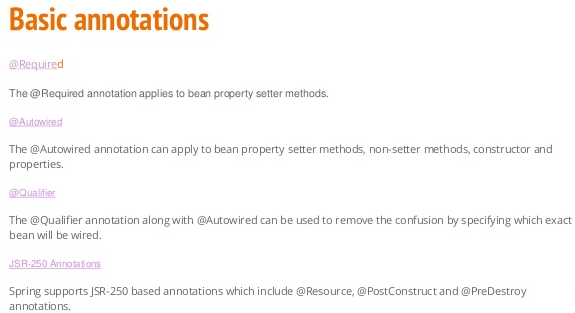 Basic annotations
@Required
The @Required annotation applies to bean property setter methods.
@Autowired
The @Autowired annotation can apply to bean property setter methods, non-setter methods, constructor and
properties.
@Qualifier
The @Qualifier annotation along with @Autowired can be used to remove the confusion by specifying which exact
bean will be wired.
JSR-250 Annotations
Spring supports JSR-250 based annotations which include @Resource, @PostConstruct and @PreDestroy
annotations.